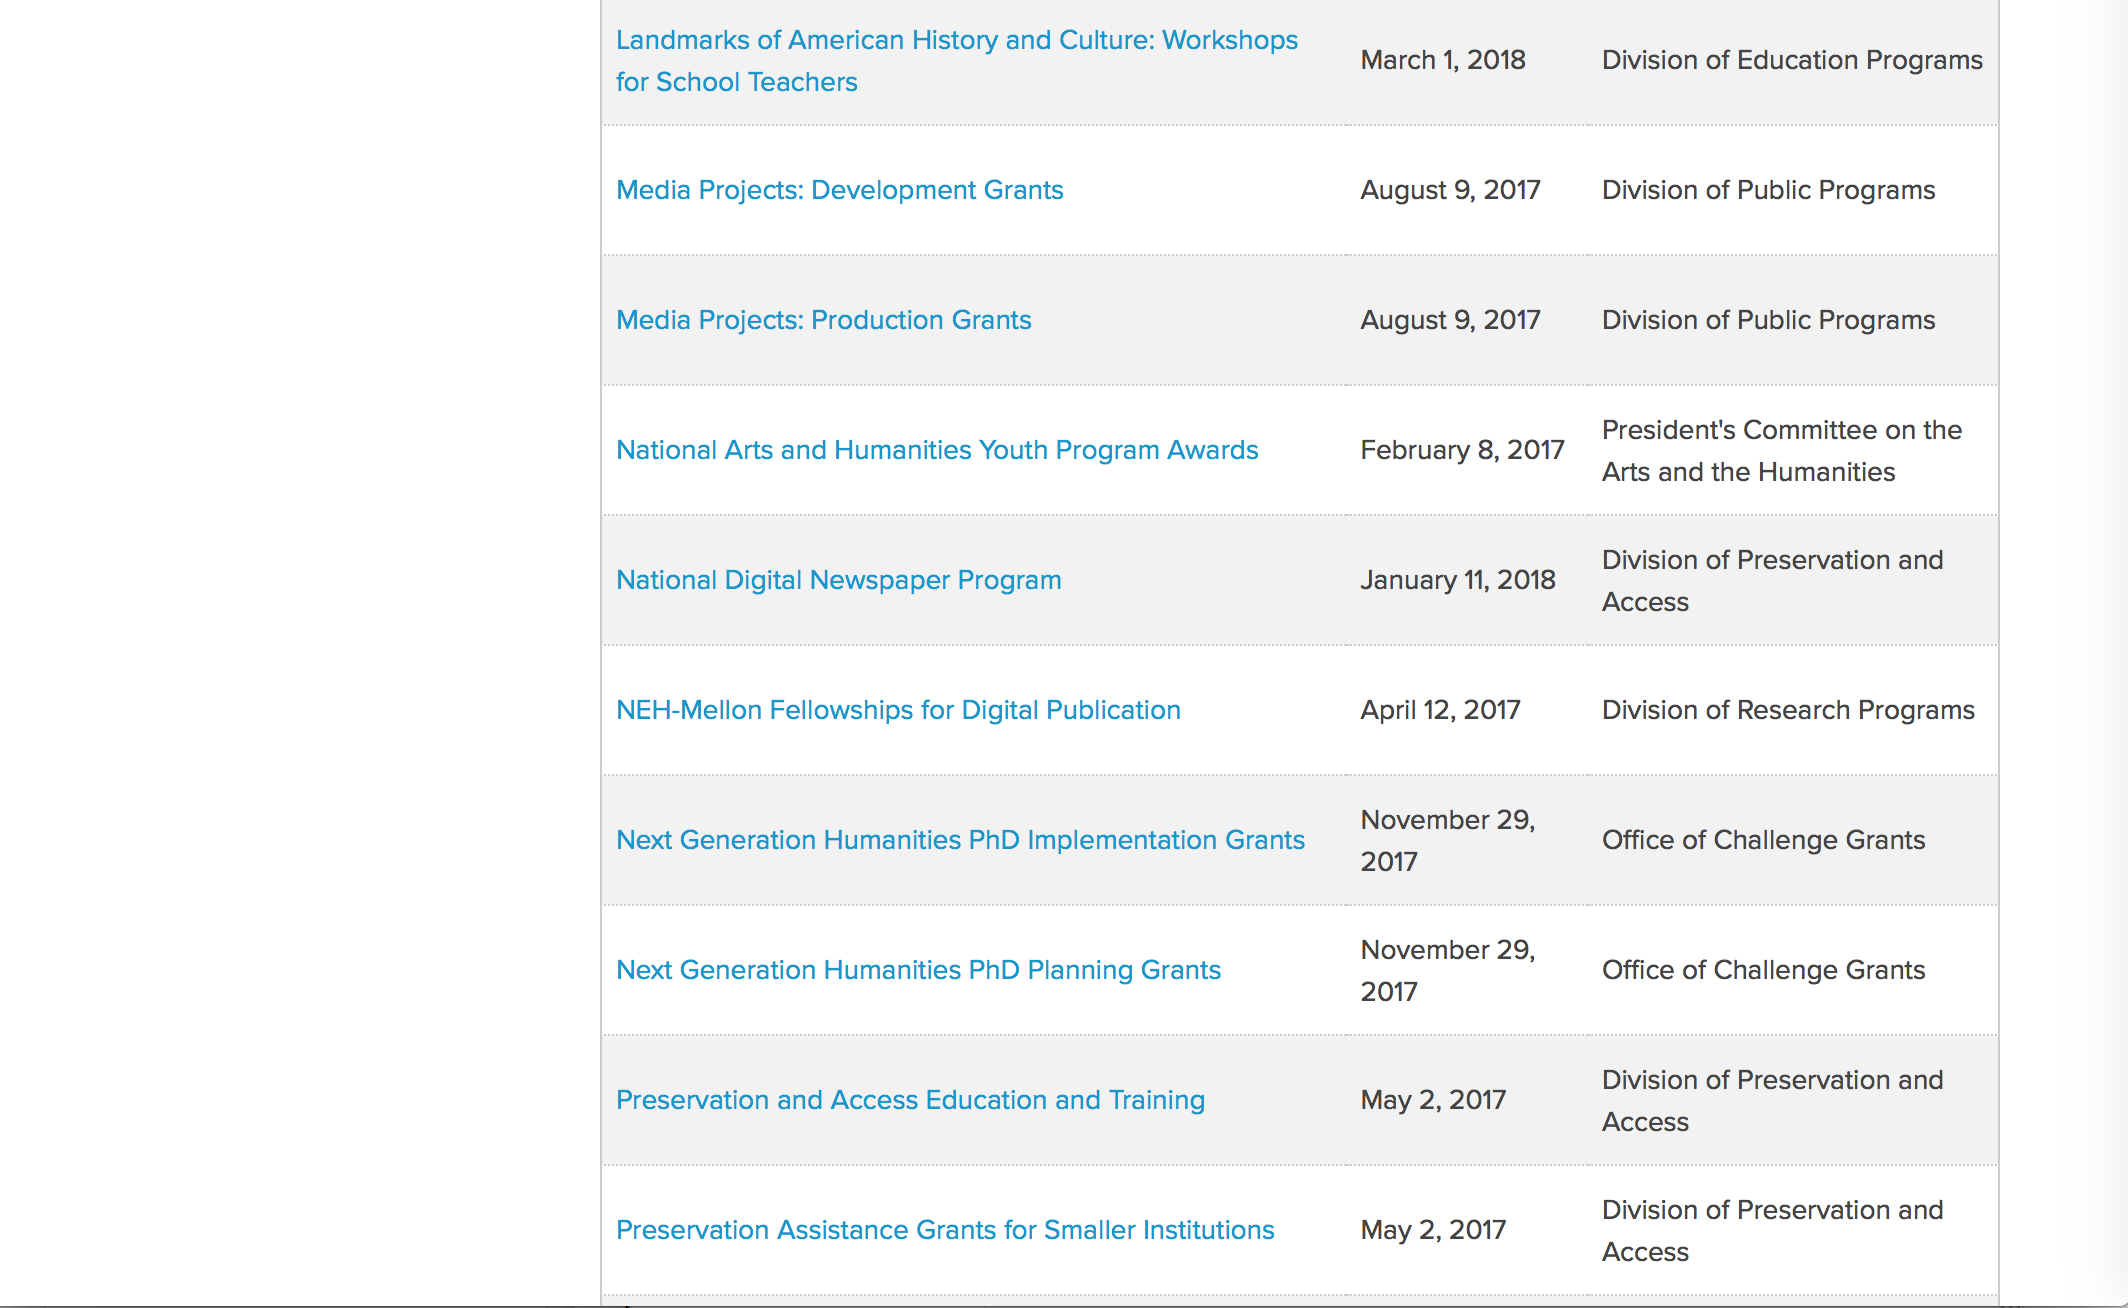 Landmarks of American History and Culture: Workshops
for School Teachers
March 1, 2018
Division of Education Programs
Media Projects: Development Grants
August 9, 2017
Division of Public Programs
Media Projects: Production Grants
August 9, 2017
Division of Public Programs
National Arts and Humanities Youth Program Awards
February 8, 2017
President's Committee on the
Arts and the Humanities
National Digital Newspaper Program
January 11, 2018
Division of Preservation and
Access
NEH-Mellon Fellowships for Digital Publication
April 12, 2017
Division of Research Programs
Next Generation Humanities PhD Implementation Grants
November 29,
2017
Office of Challenge Grants
Next Generation Humanities PhD Planning Grants
November 29,
2017
Office of Challenge Grants
Preservation and Access Education and Training
May 2, 2017
Division of Preservation and
Access
Preservation Assistance Grants for Smaller Institutions
May 2, 2017
Division of Preservation and
Access